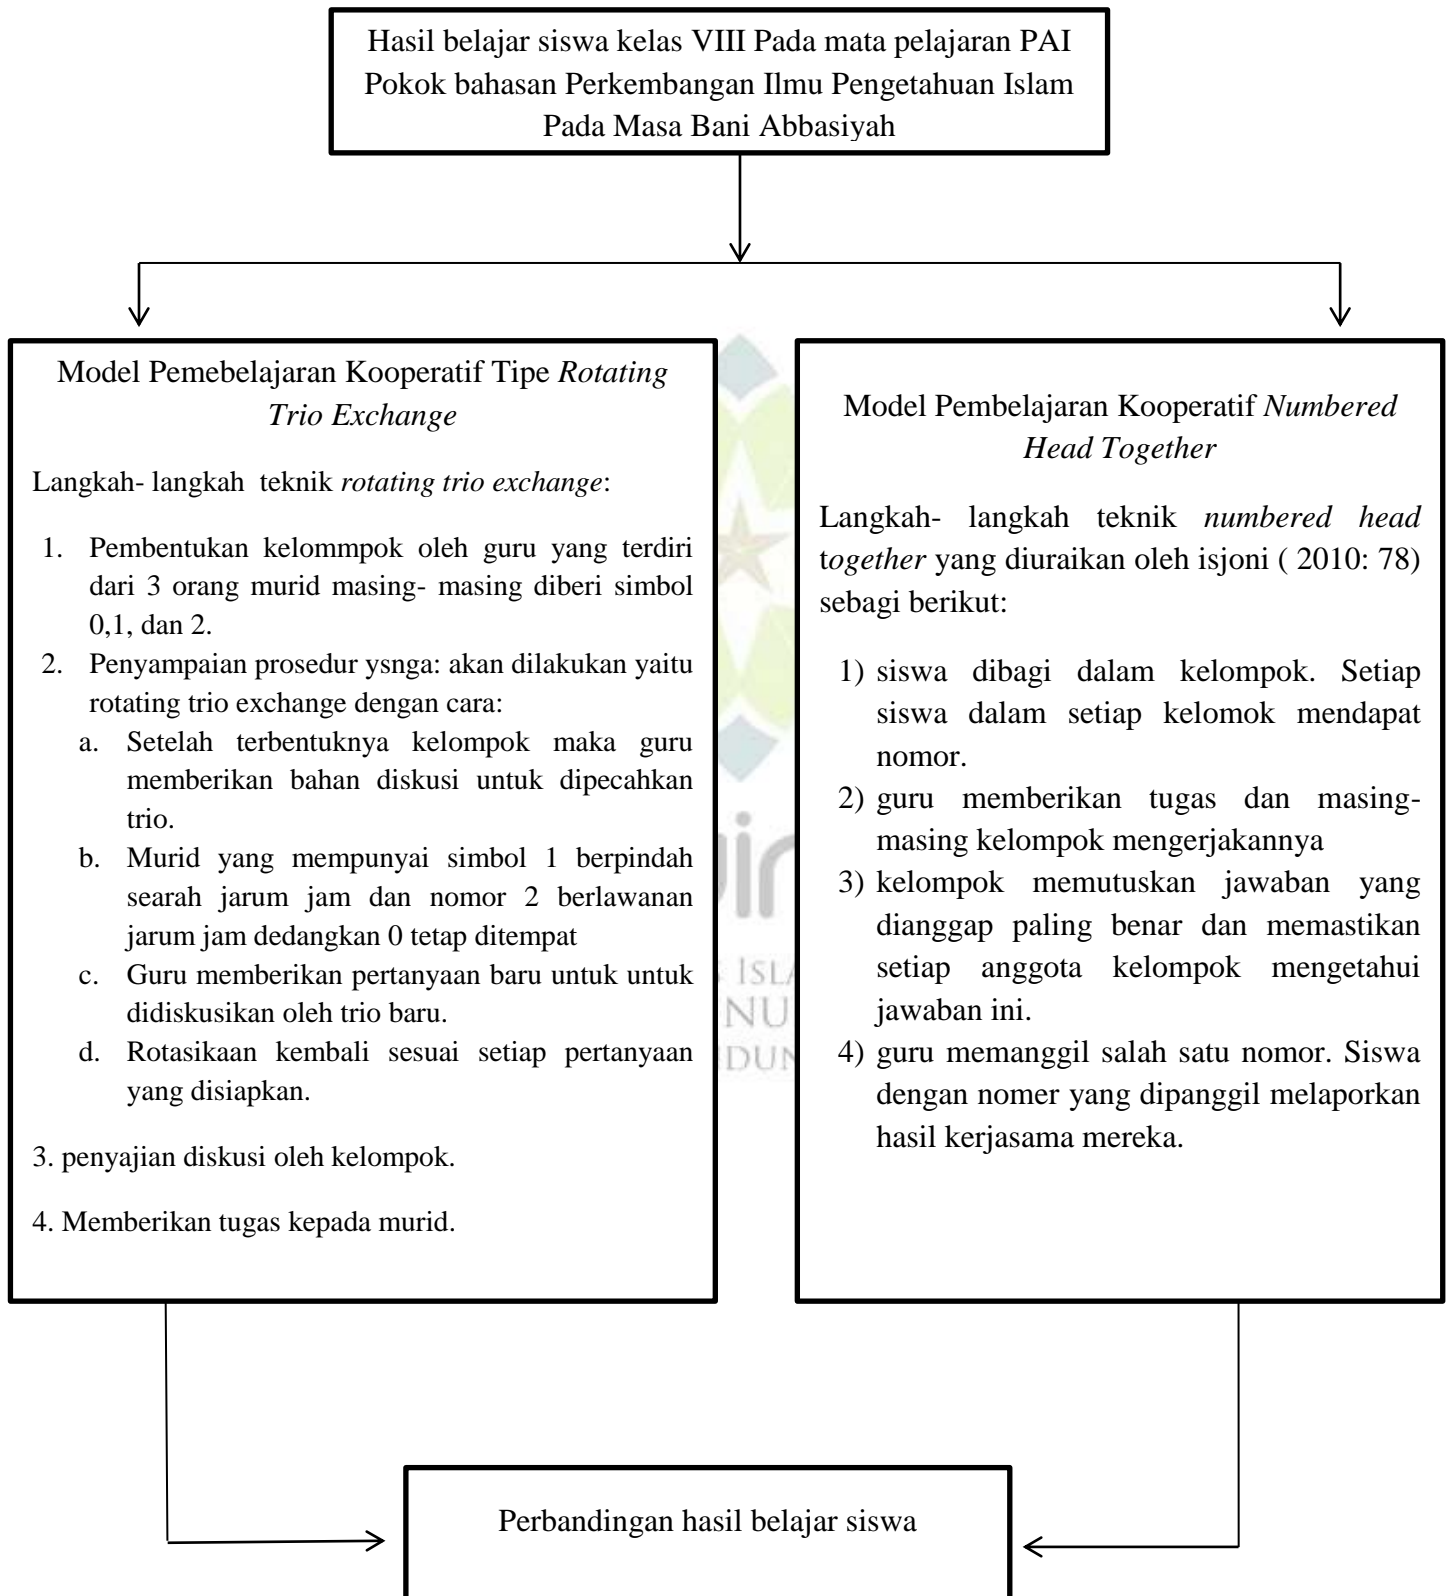 Hasil belajar siswa kelas VIII Pada mata pelajaran PAI
Pokok bahasan Perkembangan Ilmu Pengetahuan Islam
Pada Masa Bani Abbasiyah
Model Pemebelajaran Kooperatif Tipe Rotating
Trio Exchange
Langkah- langkah teknik rotating trio exchange:
1. Pembentukan kelommpok oleh guru yang terdiri
dari 3 orang murid masing- masing diberi simbol
0,1, dan 2.
2. Penyampaian prosedur ysnga: akan dilakukan yaitu
rotating trio exchange dengan cara:
a. Setelah terbentuknya kelompok maka guru
memberikan bahan diskusi untuk dipecahkan
trio.
b. Murid yang mempunyai simbol 1 berpindah
searah jarum jam dan nomor 2 berlawanan
jarum jam dedangkan 0 tetap ditempat
c. Guru memberikan pertanyaan baru untuk untuk
didiskusikan oleh trio baru.
d. Rotasikaan kembali sesuai setiap pertanyaan
yang disiapkan.
3. penyajian diskusi oleh kelompok.
4. Memberikan tugas kepada murid.
Model Pembelajaran Kooperatif Numbered
Head Together
Langkah- langkah teknik numbered head
together yang diuraikan oleh isjoni ( 2010: 78)
sebagi berikut:
1) siswa dibagi dalam kelompok. Setiap
siswa dalam setiap kelomok mendapat
nomor.
2) guru memberikan tugas dan masing-
masing kelompok mengerjakannya
3) kelompok memutuskan jawaban yang
dianggap paling benar dan memastikan
setiap anggota kelompok mengetahui
jawaban ini.
4) guru memanggil salah satu nomor. Siswa
dengan nomer yang dipanggil melaporkan
hasil kerjasama mereka.
Perbandingan hasil belajar siswa